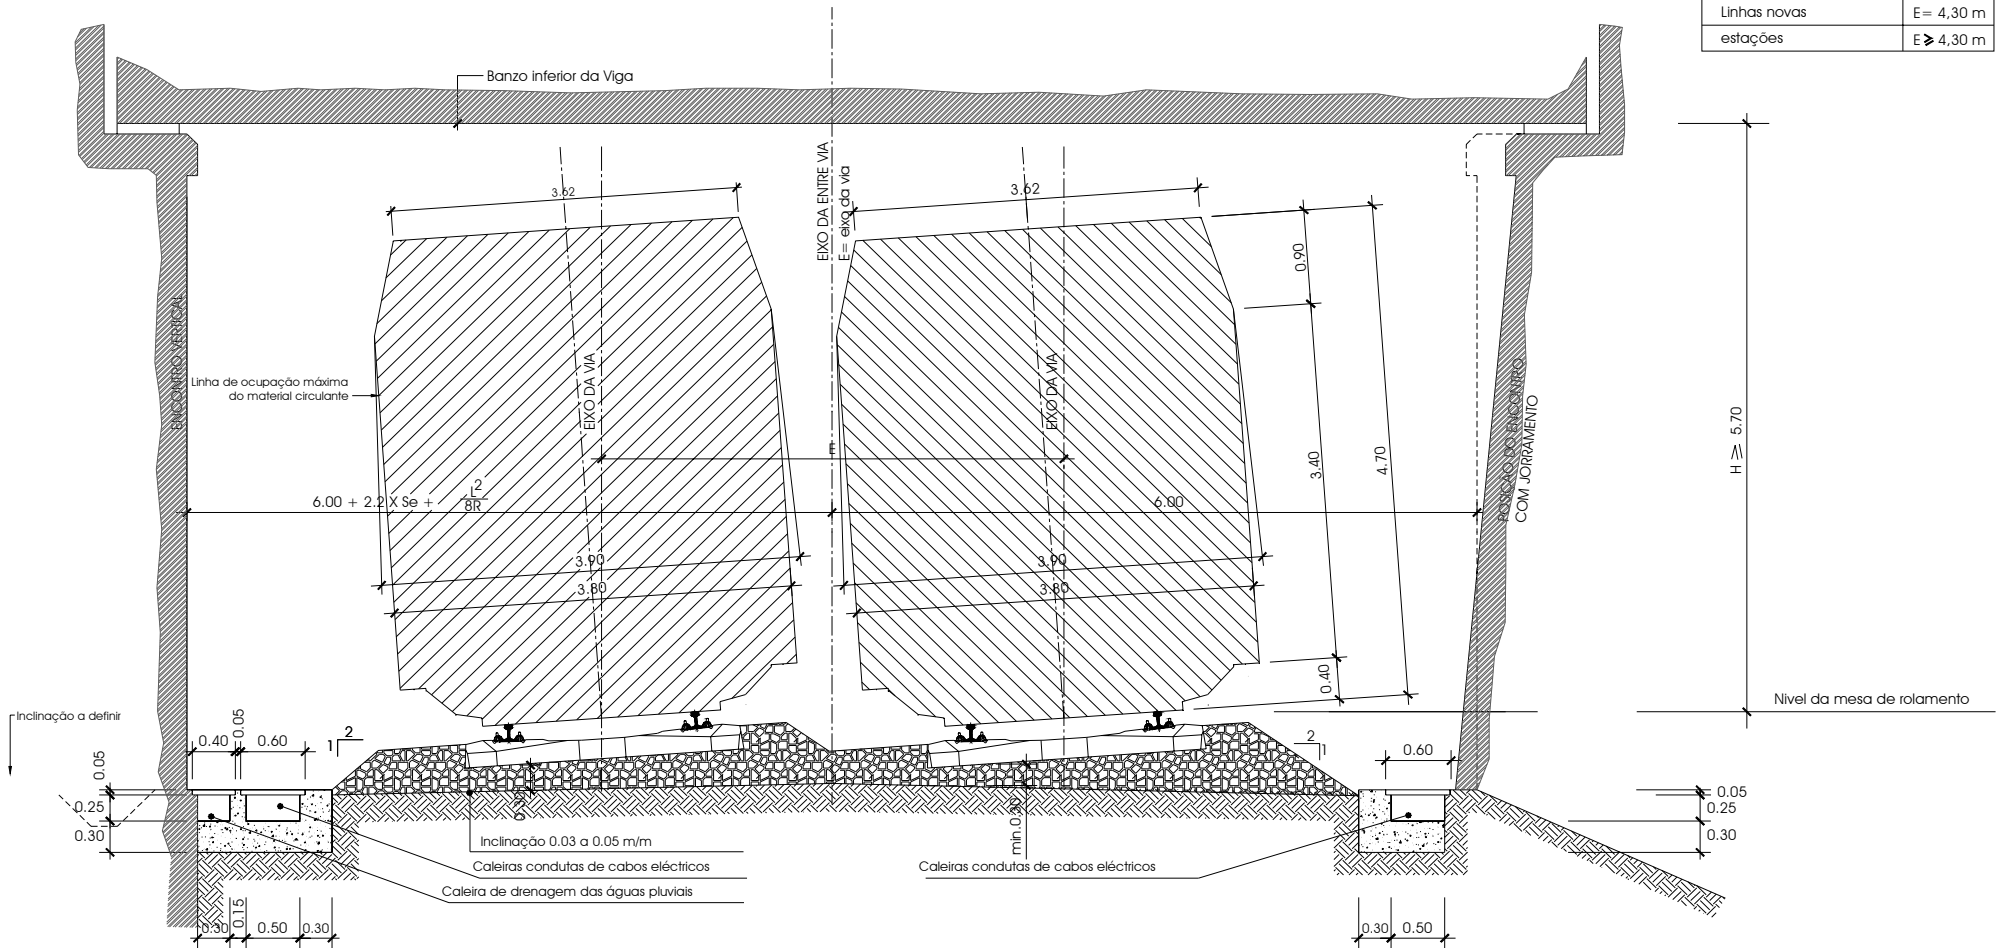 Linhas novas E= 4,30 m
estações E ⩾ 4,30 m
Banzo inferior da Viga
EIXO DA ENTRE VIA
E= eixo da via
3.62
3.62
0.90
ENCONTRO VERTICAL
Linha de ocupação máxima
do material circulante
EIXO DA VIA
EIXO DA VIA
E
3.40
4.70
H ⩾ 5.70
POSICAO DO ENCONTRO
COM JORRAMENTO
6.00 + 2.2 X Se + L2
8R
6.00
3.90
3.90
3.80
3.80
0.40
Nivel da mesa de rolamento
Inclinação a definir
0.40
0.05
0.60
1
2
2
1
0.60
0.05
0.25
0.30
0.30
min.0.30
0.05
0.25
0.30
Inclinação 0.03 a 0.05 m/m
Caleiras condutas de cabos eléctricos
Caleiras condutas de cabos eléctricos
Caleira de drenagem das águas pluviais
0.30
0.15
0.50
0.30
0.30
0.50